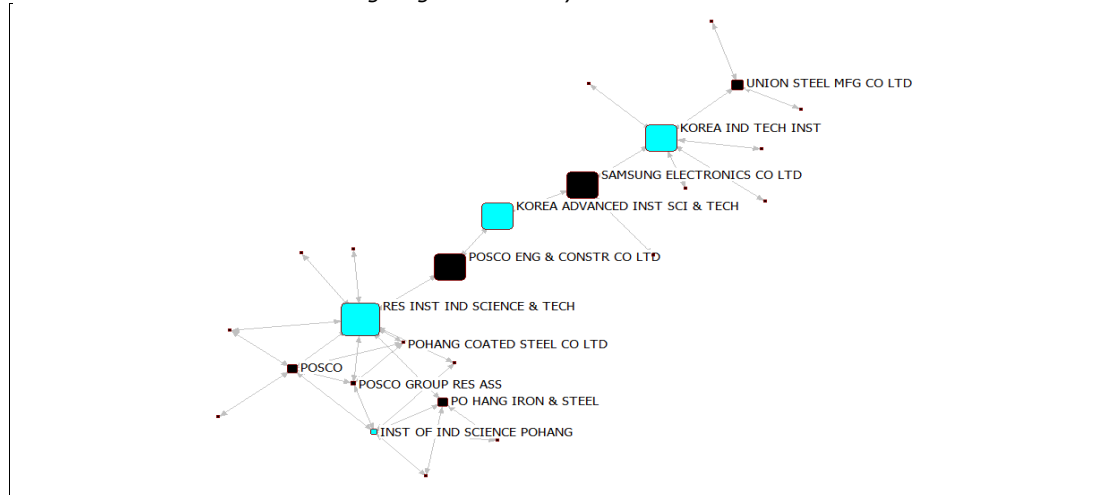 UNION STEEL MFG CO LTD
KOREA IND TECH INST
SAMSUNG ELECTRONICS CO LTD
KOREA ADVANCED INST SCI & TECH
POSCO ENG & CONSTR CO LTD
RES INST IND SCIENCE & TECH
POHANG COATED STEEL CO LTD
POSCO
POSCO GROUP RES ASS
PO HANG IRON & STEEL
INST OF IND SCIENCE POHANG